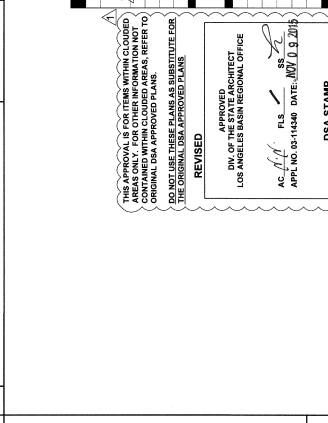 1
THIS APPROVAL IS FOR ITEMS WITHIN CLOUDED
AREAS ONLY. FOR OTHER INFORMATION NOT
CONTAINED WITHIN CLOUDED AREAS, REFER TO
ORIGINAL DSA APPROVED PLANS.
DO NOT USE THESE PLANS AS SUBSTITUTE FOR
THE ORIGINAL DSA APPROVED PLANS
REVISED
APPROVED
DIV. OF THE STATE ARCHITECT
LOS ANGELES BASIN REGIONAL OFFICE
AC FLS SS
APPL NO. 03-114340 DATE: NOV 09 2015
DSA STAMP